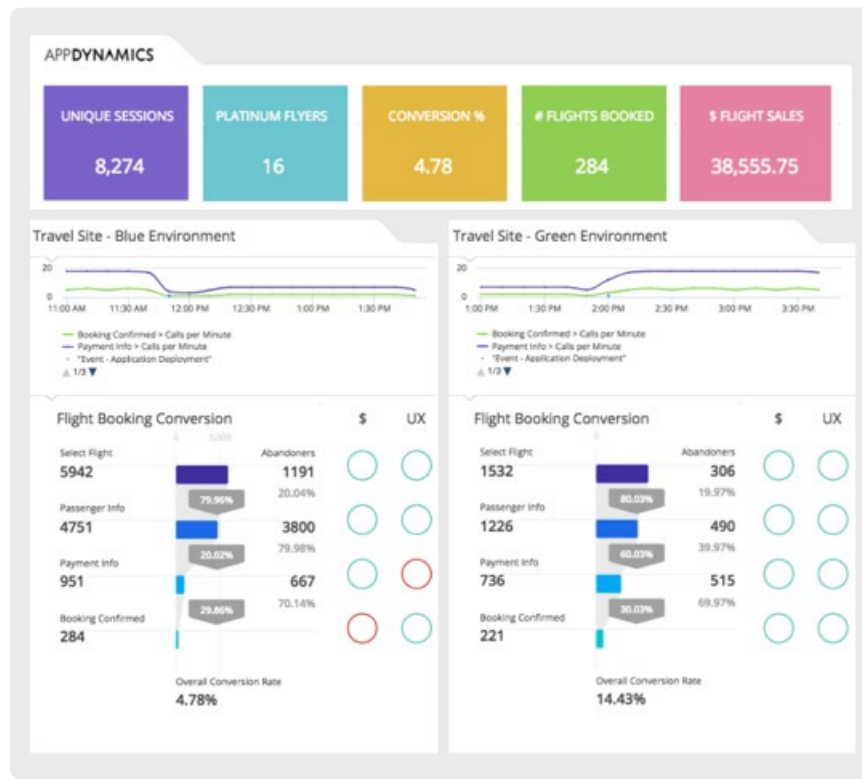 APPDYNAMICS
UNIQUE SESSIONS
8,274
PLATINUM FLYERS
16
CONVERSION %
4.78
# FLIGHTS BOOKED
284
$ FLIGHT SALES
38,555.75
Travel Site - Blue Environment
20
0
11:00 AM 11:30 AM 12:00 PM 12:30 PM 1:00 PM 1:30 PM
Booking Confirmed > Calls per Minute
Payment Info > Calls per Minute
"Event - Application Deployment"
1/3
Flight Booking Conversion $ UX
0 5,000
Select Flight Abandoners
5942 1191
79.96% 20.04%
Passenger Info
4751 3800
20.02% 79.98%
Payment Info
951 667
29.86% 70.14%
Booking Confirmed
284
Overall Conversion Rate
4.78%
Travel Site - Green Environment
20
0
1:00 PM 1:30 PM 2:00 PM 2:30 PM 3:00 PM 3:30 PM
Booking Confirmed > Calls per Minute
Payment Info > Calls per Minute
"Event - Application Deployment"
1/3
Flight Booking Conversion $ UX
0
Select Flight Abandoners
1532 306
80.03% 19.97%
Passenger Info
1226 490
60.03% 39.97%
Payment Info
736 515
30.03% 69.97%
Booking Confirmed
221
Overall Conversion Rate
14.43%